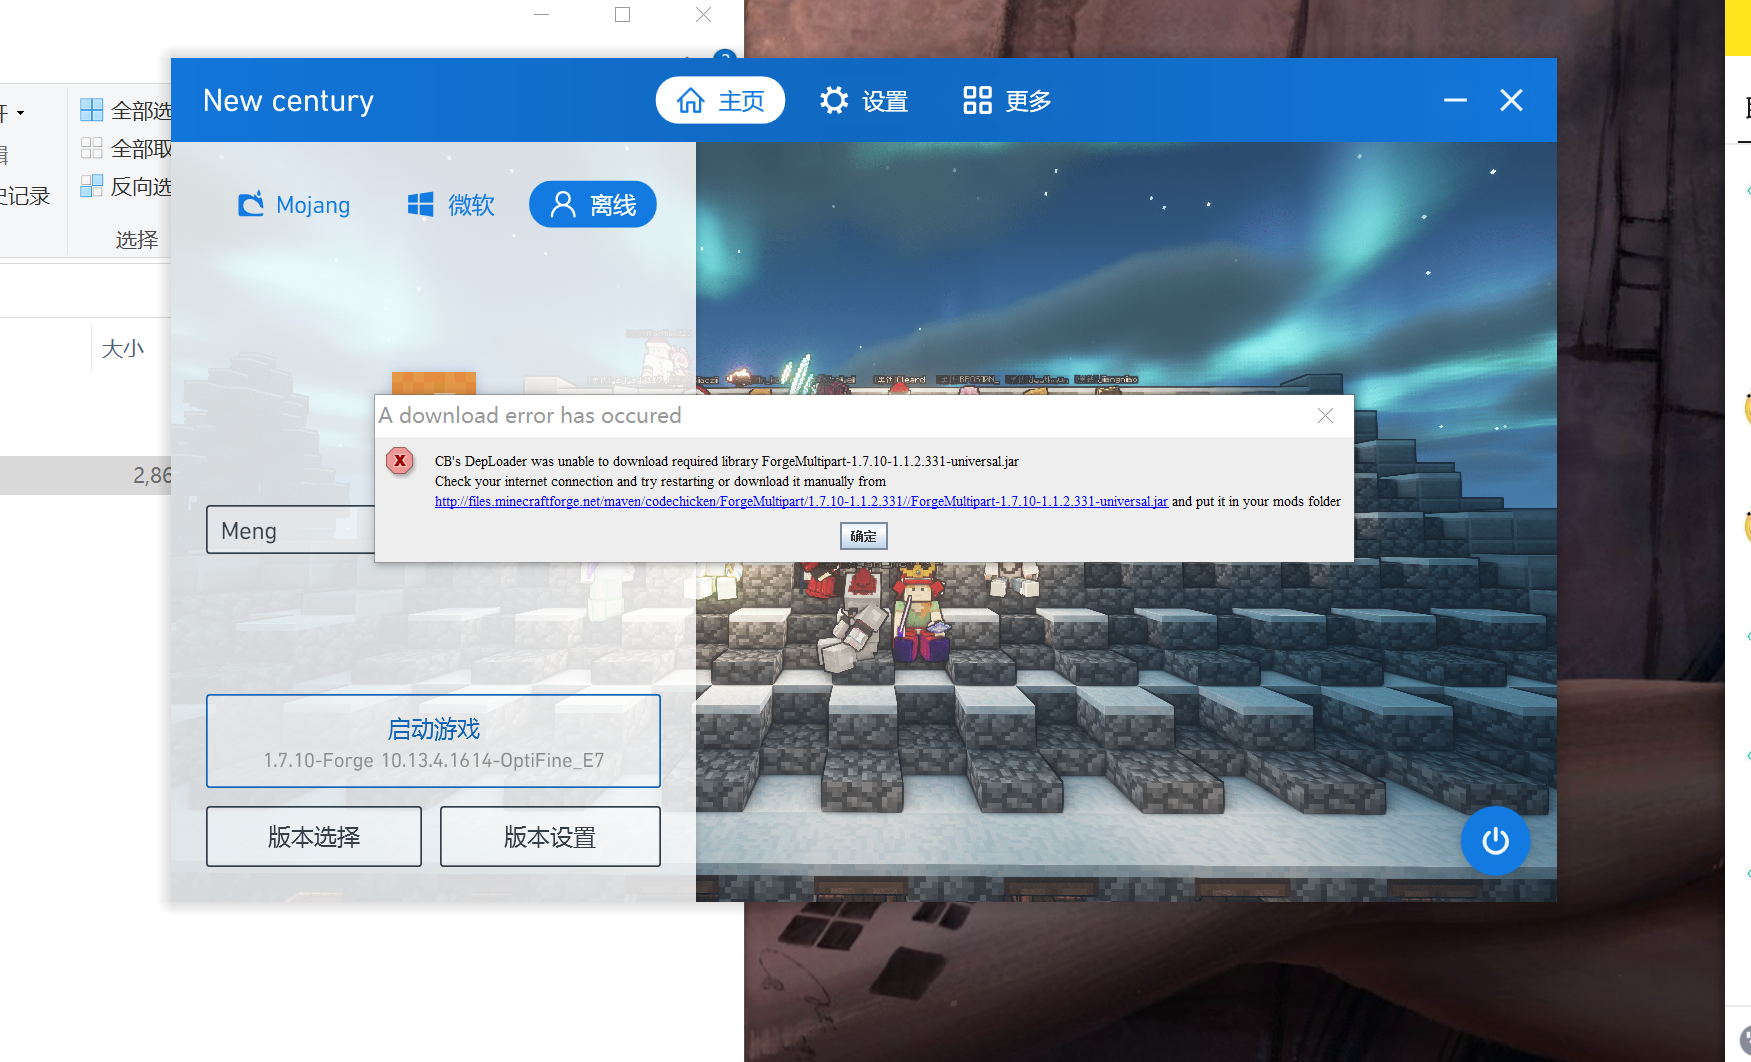 全部选
全部取
反向选
史记录
选择
大小
2,86
New century
主页
设置
更多
Mojang
微软
离线
A download error has occured
CB's DepLoader was unable to download required library ForgeMultipart-1.7.10-1.1.2.331-universal.jar
Check your internet connection and try restarting or download it manually from
http://files.minecraftforge.net/maven/codechicken/ForgeMultipart/1.7.10-1.1.2.331//ForgeMultipart-1.7.10-1.1.2.331-universal.jar and put it in your mods folder
确定
Meng
启动游戏
1.7.10-Forge 10.13.4.1614-OptiFine_E7
版本选择
版本设置